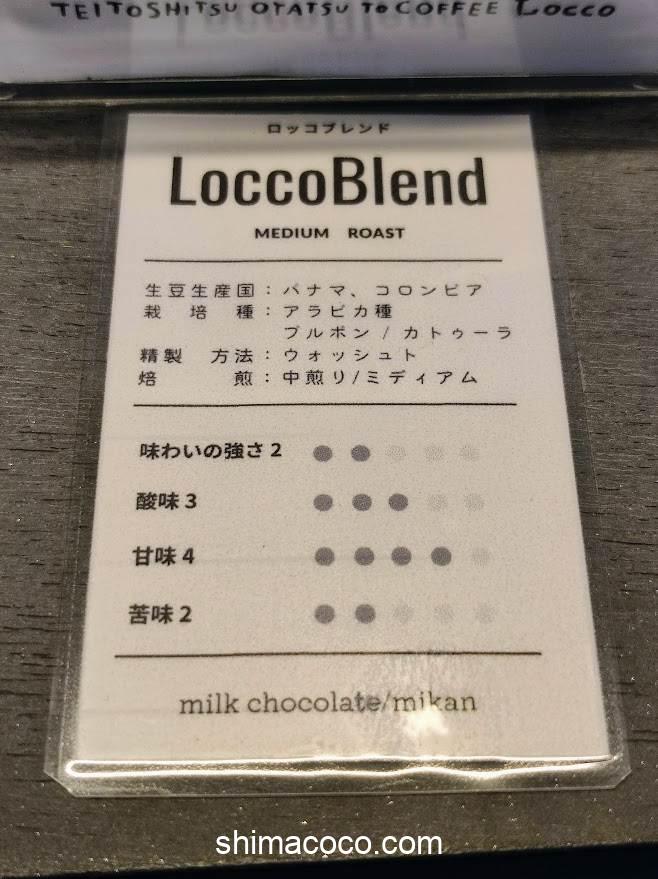 TEITOSHITSU OTATSU to COFFEE Locco
ロッコブレンド
LoccoBlend
MEDIUM ROAST
生豆生産国：パナマ、コロンビア
栽培種：アラビカ種
ブルボン / カトゥーラ
精製方法：ウォッシュト
焙煎：中煎り/ミディアム
味わいの強さ 2
酸味 3
甘味 4
苦味 2
milk chocolate/mikan
shimacoco.com